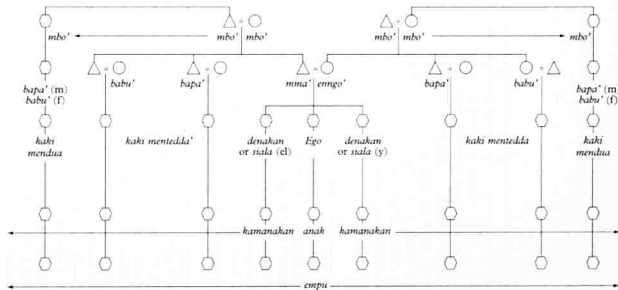 mbo' mbo' mbo' mbo' mbo' mbo'
babu' bapa' mma' enngo' bapa' babu'
bapa' (m) bapa' (m)
babu' (f) babu' (f)
kaki kaki mentedda' denakan Ego denakan kaki mentedda kaki
mendua or siala (el) or siala (y) mendua
kamanakan anak kamanakan
empu